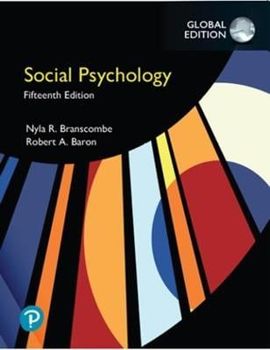 GLOBAL
EDITION
Social Psychology
Fifteenth Edition
Nyla R. Branscombe
Robert A. Baron
P